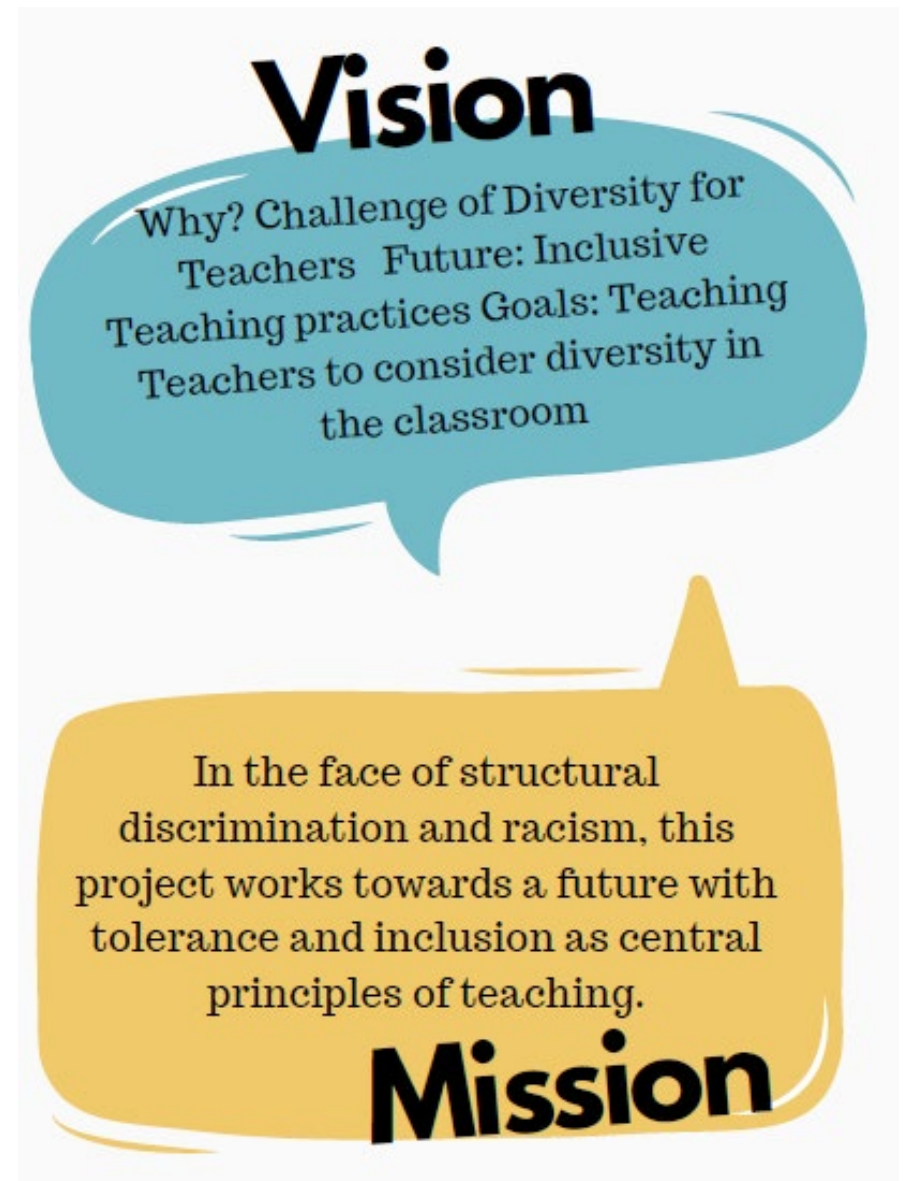 Vision
Why? Challenge of Diversity for
Teachers Future: Inclusive
Teaching practices Goals: Teaching
Teachers to consider diversity in
the classroom
In the face of structural
discrimination and racism, this
project works towards a future with
tolerance and inclusion as central
principles of teaching.
Mission